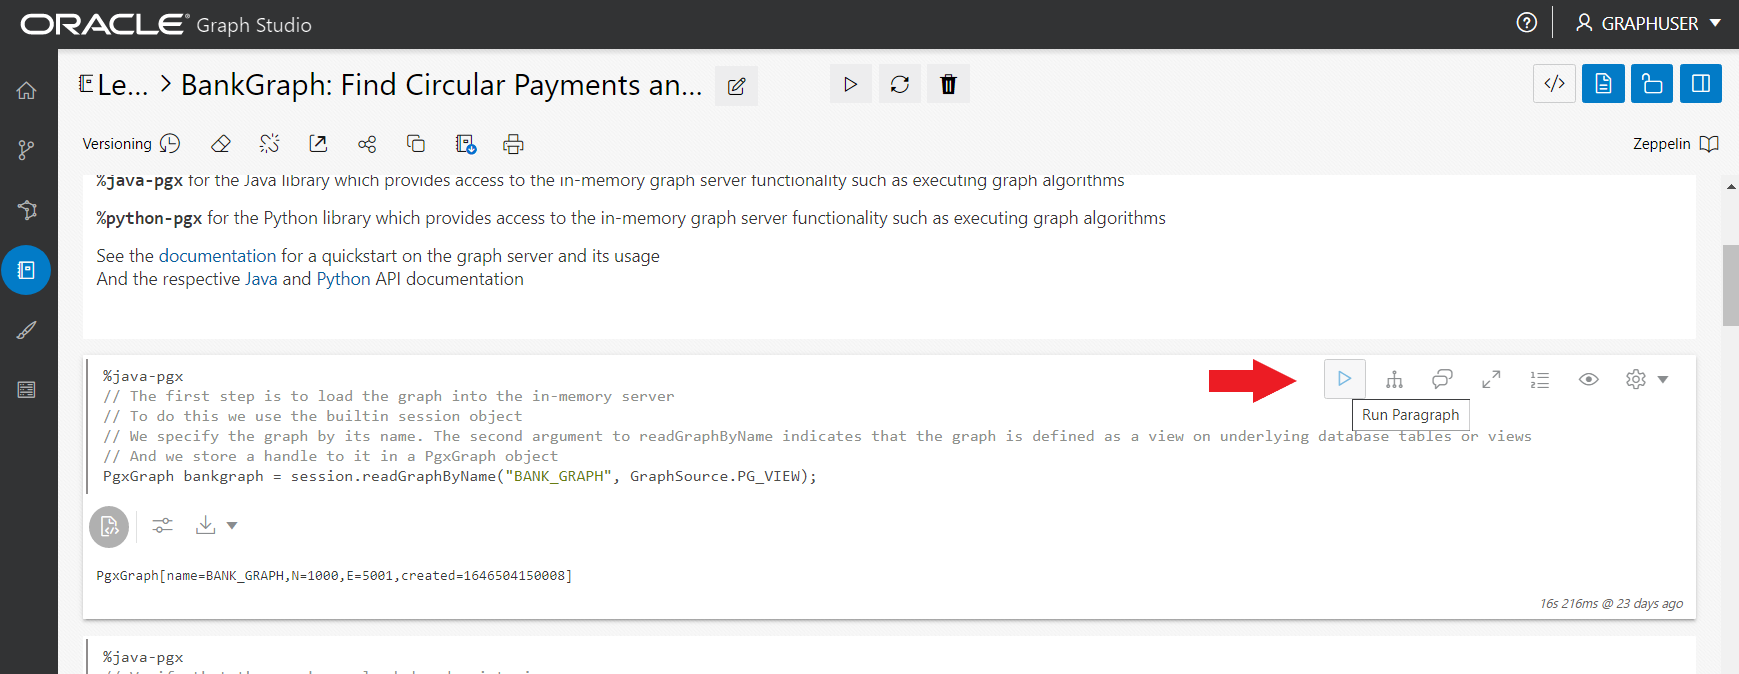 ORACLE® Graph Studio
GRAPHUSER
Le... > BankGraph: Find Circular Payments an...
Versioning
Zeppelin
%java-pgx for the Java library which provides access to the in-memory graph server functionality such as executing graph algorithms
%python-pgx for the Python library which provides access to the in-memory graph server functionality such as executing graph algorithms
See the documentation for a quickstart on the graph server and its usage
And the respective Java and Python API documentation
%java-pgx
// The first step is to load the graph into the in-memory server
// To do this we use the builtin session object
// We specify the graph by its name. The second argument to readGraphByName indicates that the graph is defined as a view on underlying database tables or views
// And we store a handle to it in a PgxGraph object
PgxGraph bankgraph = session.readGraphByName("BANK_GRAPH", GraphSource.PG_VIEW);
Run Paragraph
PgxGraph[name=BANK_GRAPH,N=1000,E=5001,created=1646504150008]
16s 216ms @ 23 days ago
%java-pgx